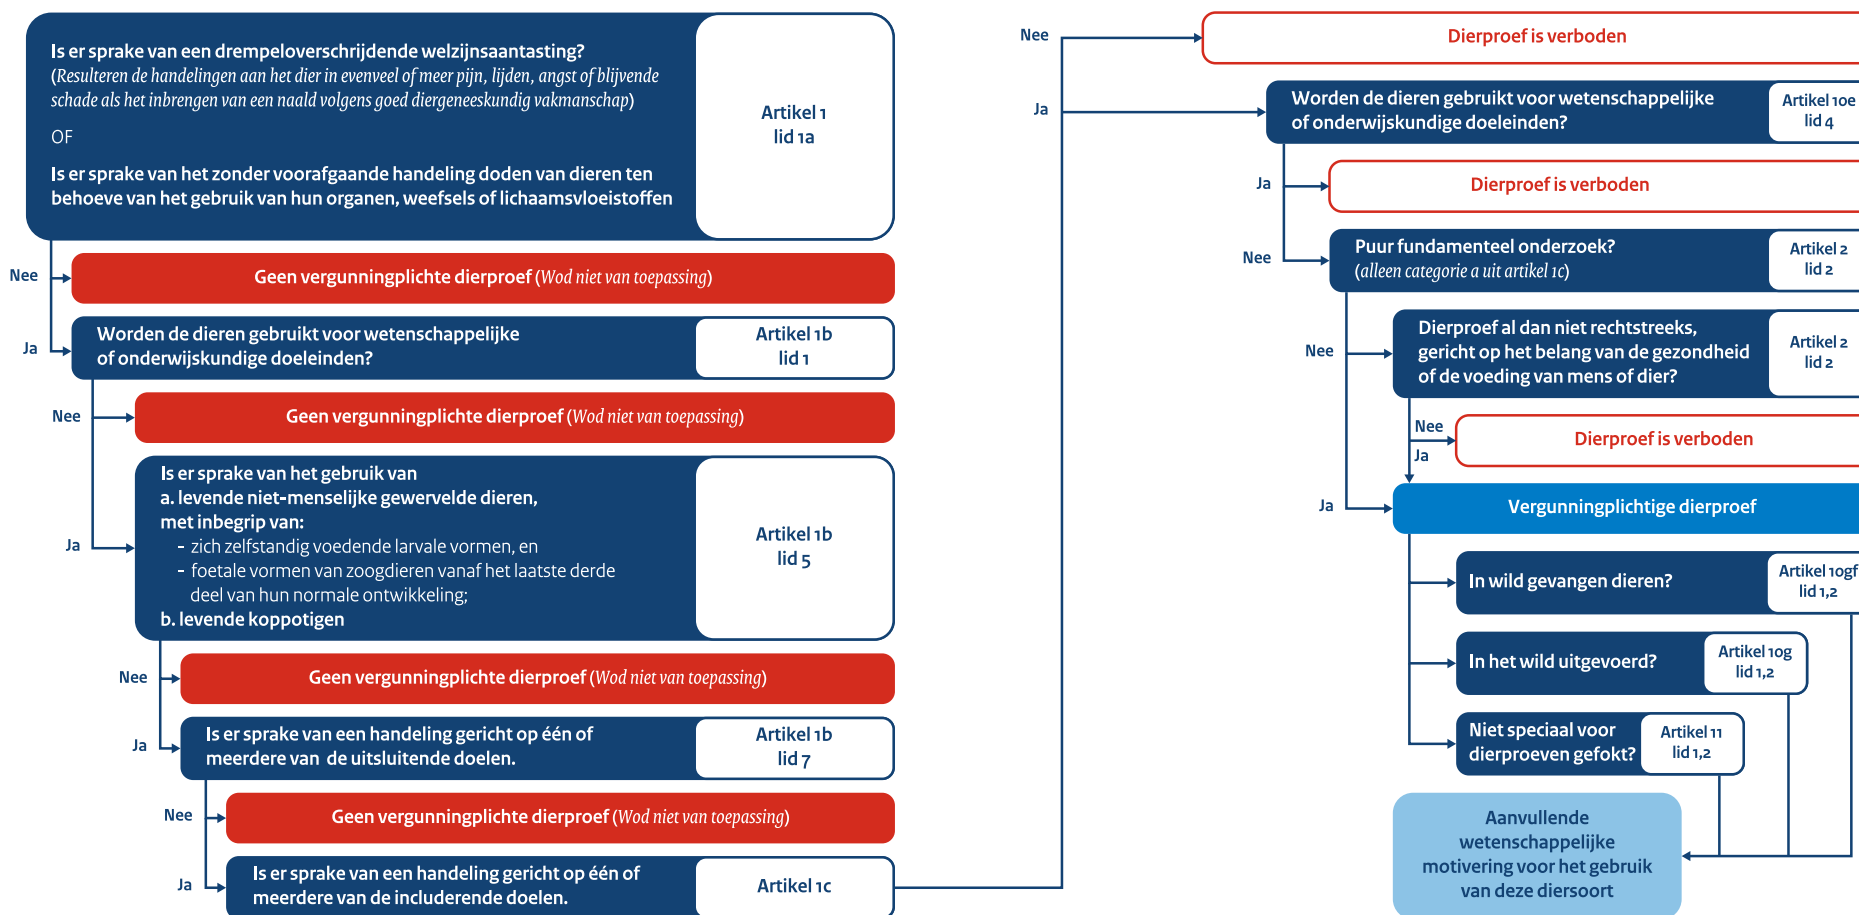 Is er sprake van een drempeloverschrijdende welzijnsaantasting?
(Resulteren de handelingen aan het dier in evenveel of meer pijn, lijden, angst of blijvende
schade als het inbrengen van een naald volgens goed diergeneeskundig vakmanschap)
OF
Is er sprake van het zonder voorafgaande handeling doden van dieren ten
behoeve van het gebruik van hun organen, weefsels of lichaamsvloeistoffen
Artikel 1
lid 1a
Nee
Geen vergunningplichte dierproef (Wod niet van toepassing)
Ja
Worden de dieren gebruikt voor wetenschappelijke
of onderwijskundige doeleinden?
Artikel 1b
lid 1
Nee
Geen vergunningplichte dierproef (Wod niet van toepassing)
Ja
Is er sprake van het gebruik van
a. levende niet-menselijke gewervelde dieren,
met inbegrip van:
- zich zelfstandig voedende larvale vormen, en
- foetale vormen van zoogdieren vanaf het laatste derde
deel van hun normale ontwikkeling;
b. levende koppotigen
Artikel 1b
lid 5
Nee
Geen vergunningplichte dierproef (Wod niet van toepassing)
Ja
Is er sprake van een handeling gericht op één of
meerdere van de uitsluitende doelen.
Artikel 1b
lid 7
Nee
Geen vergunningplichte dierproef (Wod niet van toepassing)
Ja
Is er sprake van een handeling gericht op één of
meerdere van de includerende doelen.
Artikel 1c
Nee
Dierproef is verboden
Ja
Worden de dieren gebruikt voor wetenschappelijke
of onderwijskundige doeleinden?
Artikel 10e
lid 4
Ja
Dierproef is verboden
Nee
Puur fundamenteel onderzoek?
(alleen categorie a uit artikel 1c)
Artikel 2
lid 2
Nee
Dierproef al dan niet rechtstreeks,
gericht op het belang van de gezondheid
of de voeding van mens of dier?
Artikel 2
lid 2
Nee
Dierproef is verboden
Ja
Ja
Vergunningplichtige dierproef
In wild gevangen dieren?
Artikel 10gf
lid 1,2
In het wild uitgevoerd?
Artikel 10g
lid 1,2
Niet speciaal voor
dierproeven gefokt?
Artikel 11
lid 1,2
Aanvullende
wetenschappelijke
motivering voor het gebruik
van deze diersoort